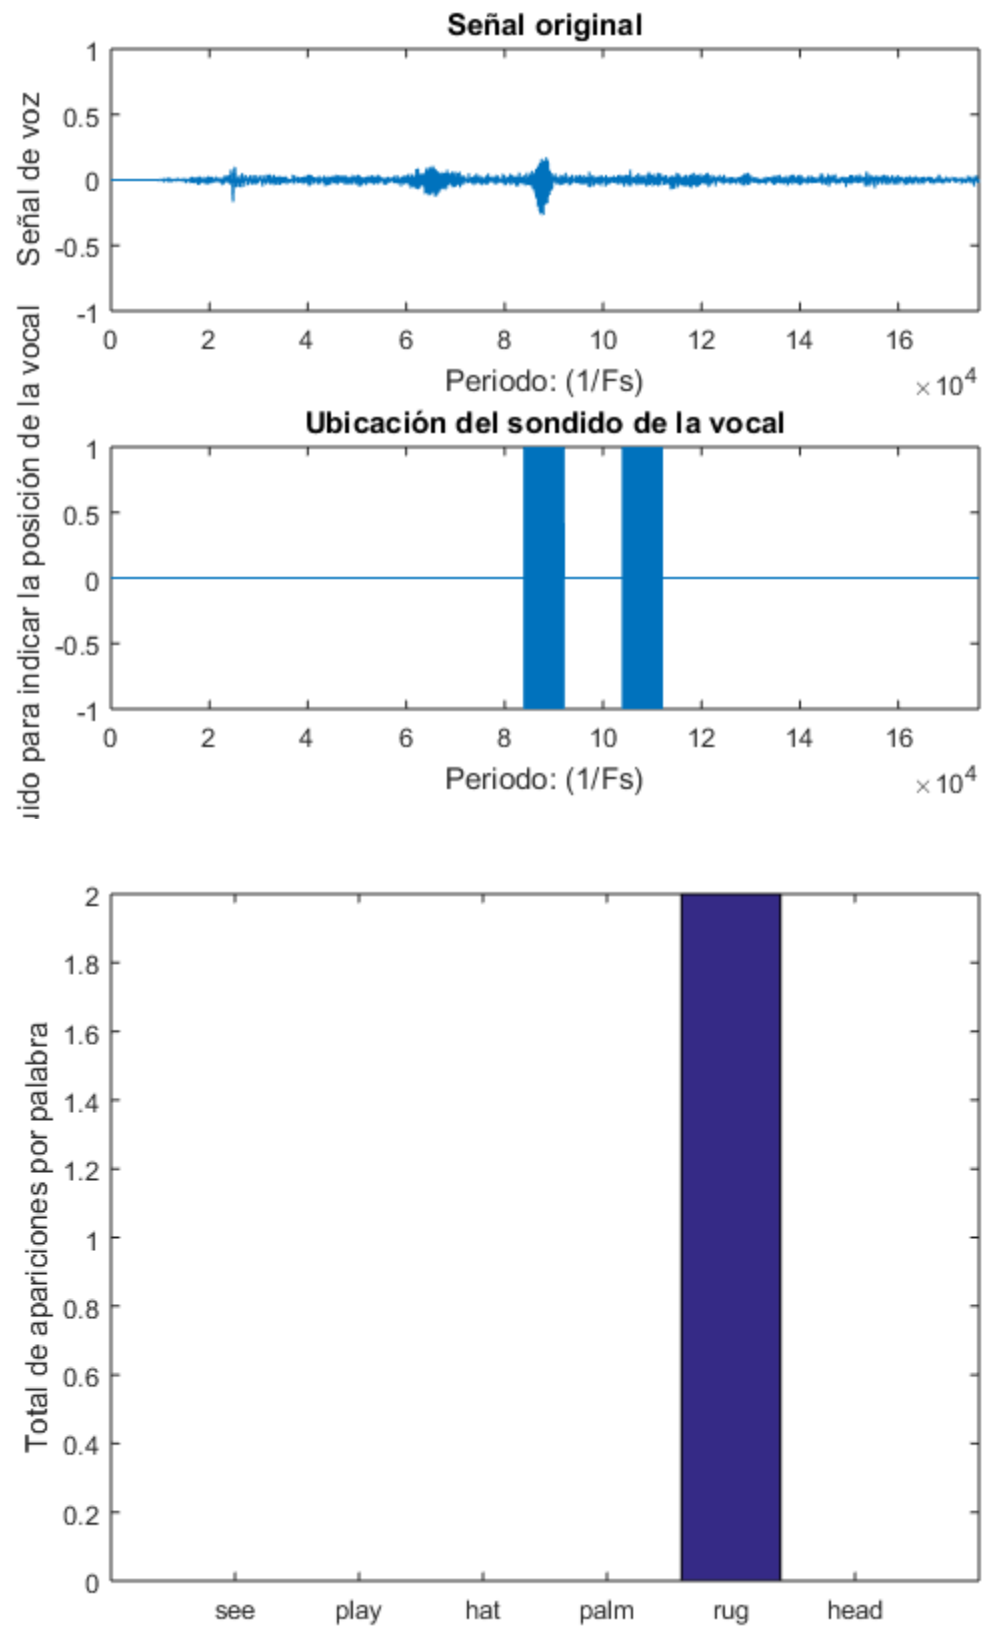 Señal original
Señal de voz
1
0.5
0
-0.5
-1
0 2 4 6 8 10 12 14 16
Periodo: (1/Fs)
×10^4
Ubicación del sondido de la vocal
para indicar la posición de la vocal
1
0.5
0
-0.5
-1
0 2 4 6 8 10 12 14 16
Periodo: (1/Fs)
×10^4
Total de apariciones por palabra
2
1.8
1.6
1.4
1.2
1
0.8
0.6
0.4
0.2
0
see play hat palm rug head